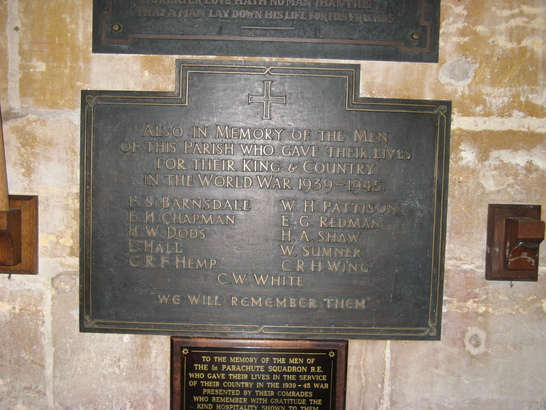 GREATER LOVE HATH NO MAN THAN THIS
THAT A MAN LAY DOWN HIS LIFE FOR HIS FRIENDS
ALSO IN MEMORY OF THE MEN
OF THIS PARISH WHO GAVE THEIR LIVES
FOR THEIR KING & COUNTRY
IN THE WORLD WAR 1939-1945.
F. S. BARNSDALE W. H. PATTISON
B. H. CHAPMAN E. G. REDMAN
H. W. DODS H. A. SHAW
L. HALL W. SUMNER
C. R. F. HEMP C. R. H. WING
C. W. WHITE
"WE WILL REMEMBER THEM"
TO THE MEMORY OF THE MEN OF
THE 1st PARACHUTE SQUADRON R.E.
WHO GAVE THEIR LIVES IN THE SERVICE
OF THEIR COUNTRY IN THE 1939-45 WAR
PRESENTED BY THEIR COMRADES
WHO REMEMBER WITH GRATITUDE THE
KIND HOSPITALITY SHOWN TO THEM